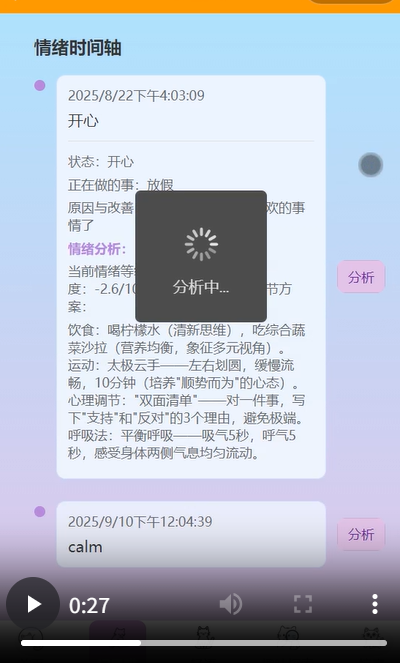 情绪时间轴
2025/8/22下午4:03:09
开心
状态：开心
正在做的事：放假
原因与改善
欢的事
情了
情绪分析：
当前情绪等
度：-2.6/10
节方
案：
分析中...
分析
饮食：喝柠檬水（清新思维），吃综合蔬
菜沙拉（营养均衡，象征多元视角）。
运动：太极云手——左右划圆，缓慢流
畅，10分钟（培养"顺势而为"的心态）。
心理调节："双面清单"——对一件事，写
下"支持"和"反对"的3个理由，避免极端。
呼吸法：平衡呼吸——吸气5秒，呼气5
秒，感受身体两侧气息均匀流动。
2025/9/10下午12:04:39
calm
分析
0:27